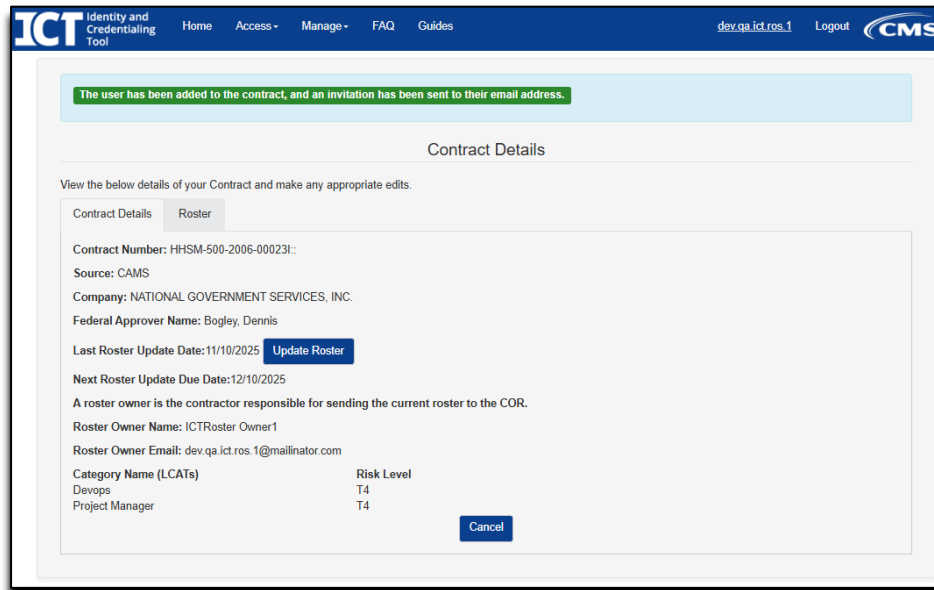 ICT Identity and Credentialing Tool Home Access Manage FAQ Guides dev.qa.ict.ros.1 Logout CMS
The user has been added to the contract, and an invitation has been sent to their email address.
Contract Details
View the below details of your Contract and make any appropriate edits.
Contract Details Roster
Contract Number: HHSM-500-2006-00023I::
Source: CAMS
Company: NATIONAL GOVERNMENT SERVICES, INC.
Federal Approver Name: Bogley, Dennis
Last Roster Update Date:11/10/2025 Update Roster
Next Roster Update Due Date:12/10/2025
A roster owner is the contractor responsible for sending the current roster to the COR.
Roster Owner Name: ICTRoster Owner1
Roster Owner Email: dev.qa.ict.ros.1@mailinator.com
Category Name (LCATs) Risk Level
Devops T4
Project Manager T4
Cancel